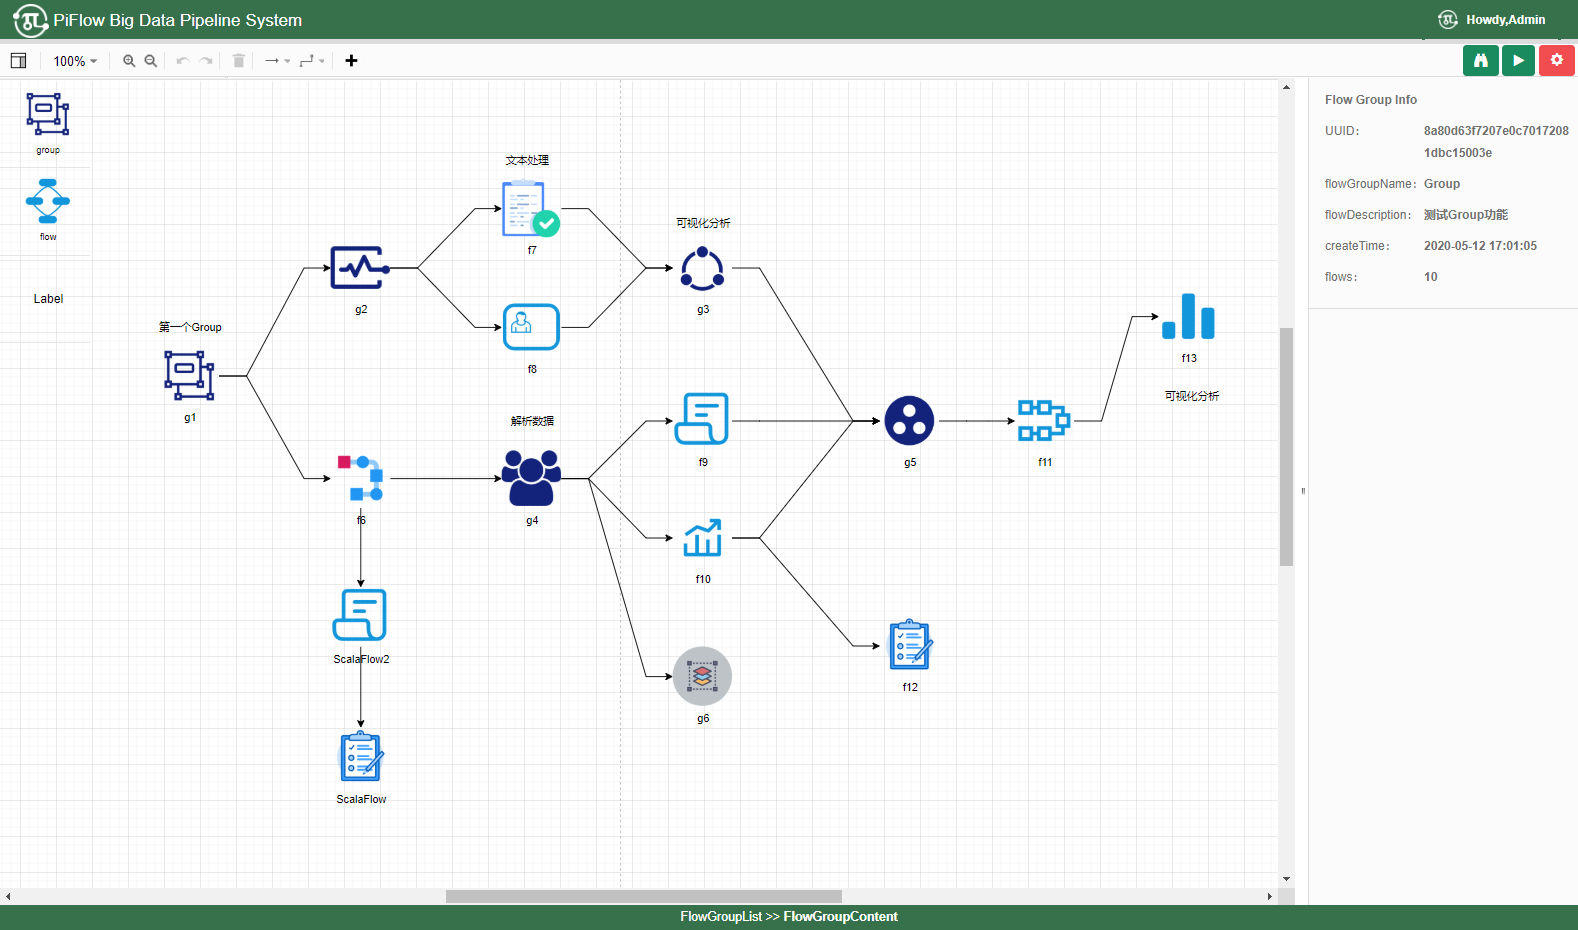 PiFlow Big Data Pipeline System
Howdy,Admin
100%
group
flow
Label
文本处理
f7
可视化分析
g2
g3
f8
第一个Group
g1
f13
可视化分析
解析数据
f9
g5
f11
f6
g4
f10
ScalaFlow2
f12
g6
ScalaFlow
Flow Group Info
UUID: 8a80d63f7207e0c7017208
1dbc15003e
flowGroupName: Group
flowDescription: 测试Group功能
createTime: 2020-05-12 17:01:05
flows: 10
FlowGroupList >> FlowGroupContent